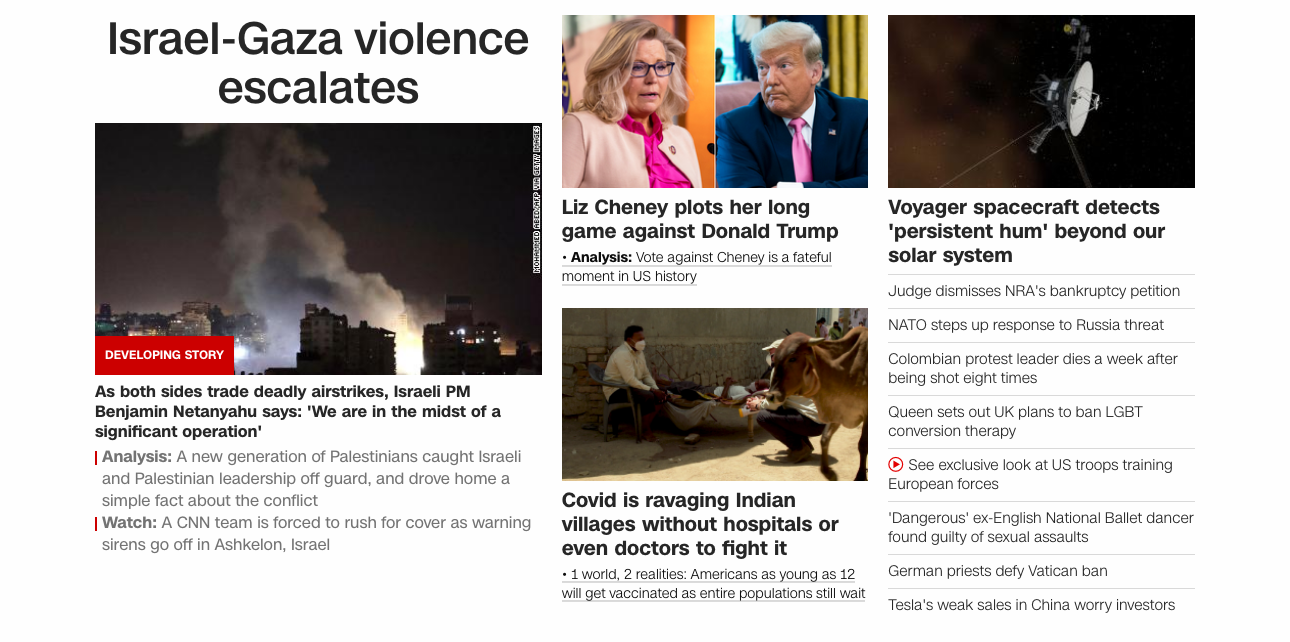 Israel-Gaza violence
escalates
MOHAMMED ABED/AFP VIA GETTY IMAGES
DEVELOPING STORY
As both sides trade deadly airstrikes, Israeli PM
Benjamin Netanyahu says: 'We are in the midst of a
significant operation'
Analysis: A new generation of Palestinians caught Israeli
and Palestinian leadership off guard, and drove home a
simple fact about the conflict
Watch: A CNN team is forced to rush for cover as warning
sirens go off in Ashkelon, Israel
Liz Cheney plots her long
game against Donald Trump
• Analysis: Vote against Cheney is a fateful
moment in US history
Covid is ravaging Indian
villages without hospitals or
even doctors to fight it
• 1 world, 2 realities: Americans as young as 12
will get vaccinated as entire populations still wait
Voyager spacecraft detects
'persistent hum' beyond our
solar system
Judge dismisses NRA's bankruptcy petition
NATO steps up response to Russia threat
Colombian protest leader dies a week after
being shot eight times
Queen sets out UK plans to ban LGBT
conversion therapy
See exclusive look at US troops training
European forces
'Dangerous' ex-English National Ballet dancer
found guilty of sexual assaults
German priests defy Vatican ban
Tesla's weak sales in China worry investors